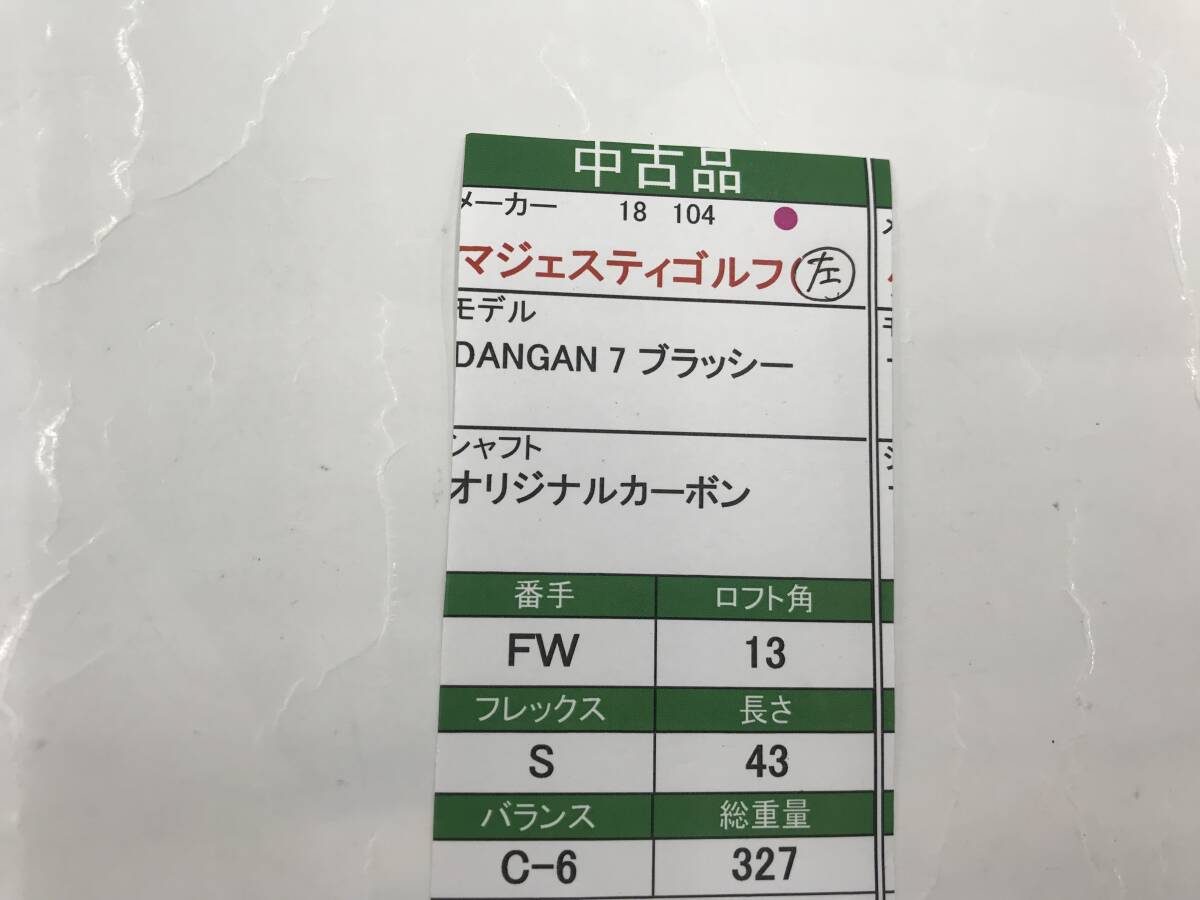 中古品
メーカー 18 104
マジェスティゴルフ(左
モデル
DANGAN 7 ブラッシー
シャフト
オリジナルカーボン
番手 ロフト角
FW 13
フレックス 長さ
S 43
バランス 総重量
C-6 327